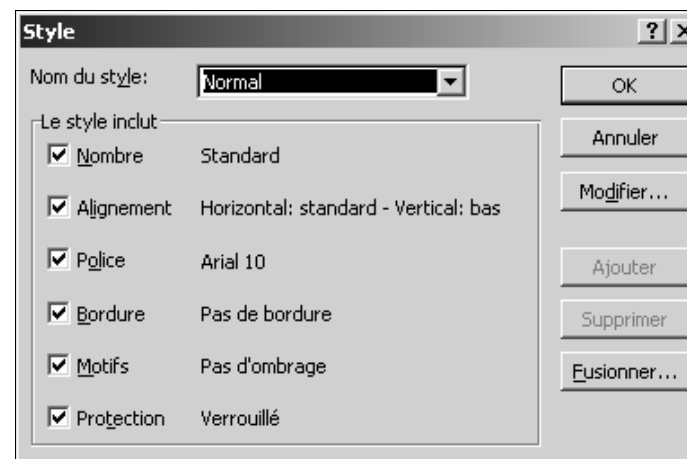 Style
Nom du style: Normal
OK
Le style inclut
Annuler
Nombre Standard
Modifier...
Alignement Horizontal: standard - Vertical: bas
Police Arial 10
Ajouter
Bordure Pas de bordure
Supprimer
Motifs Pas d'ombrage
Fusionner...
Protection Verrouillé